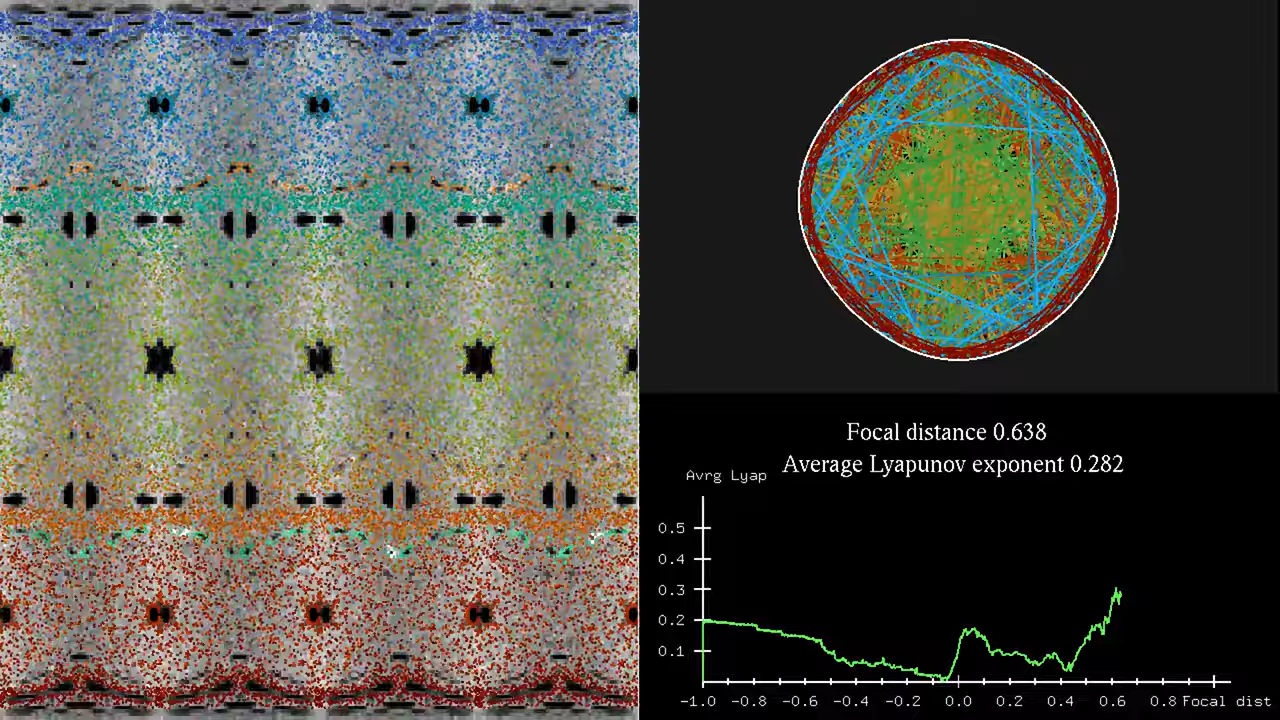 Focal distance 0.638
Average Lyapunov exponent 0.282
Avrg Lyap
0.5
0.4
0.3
0.2
0.1
-1.0 -0.8 -0.6 -0.4 -0.2 0.0 0.2 0.4 0.6 0.8 Focal dist